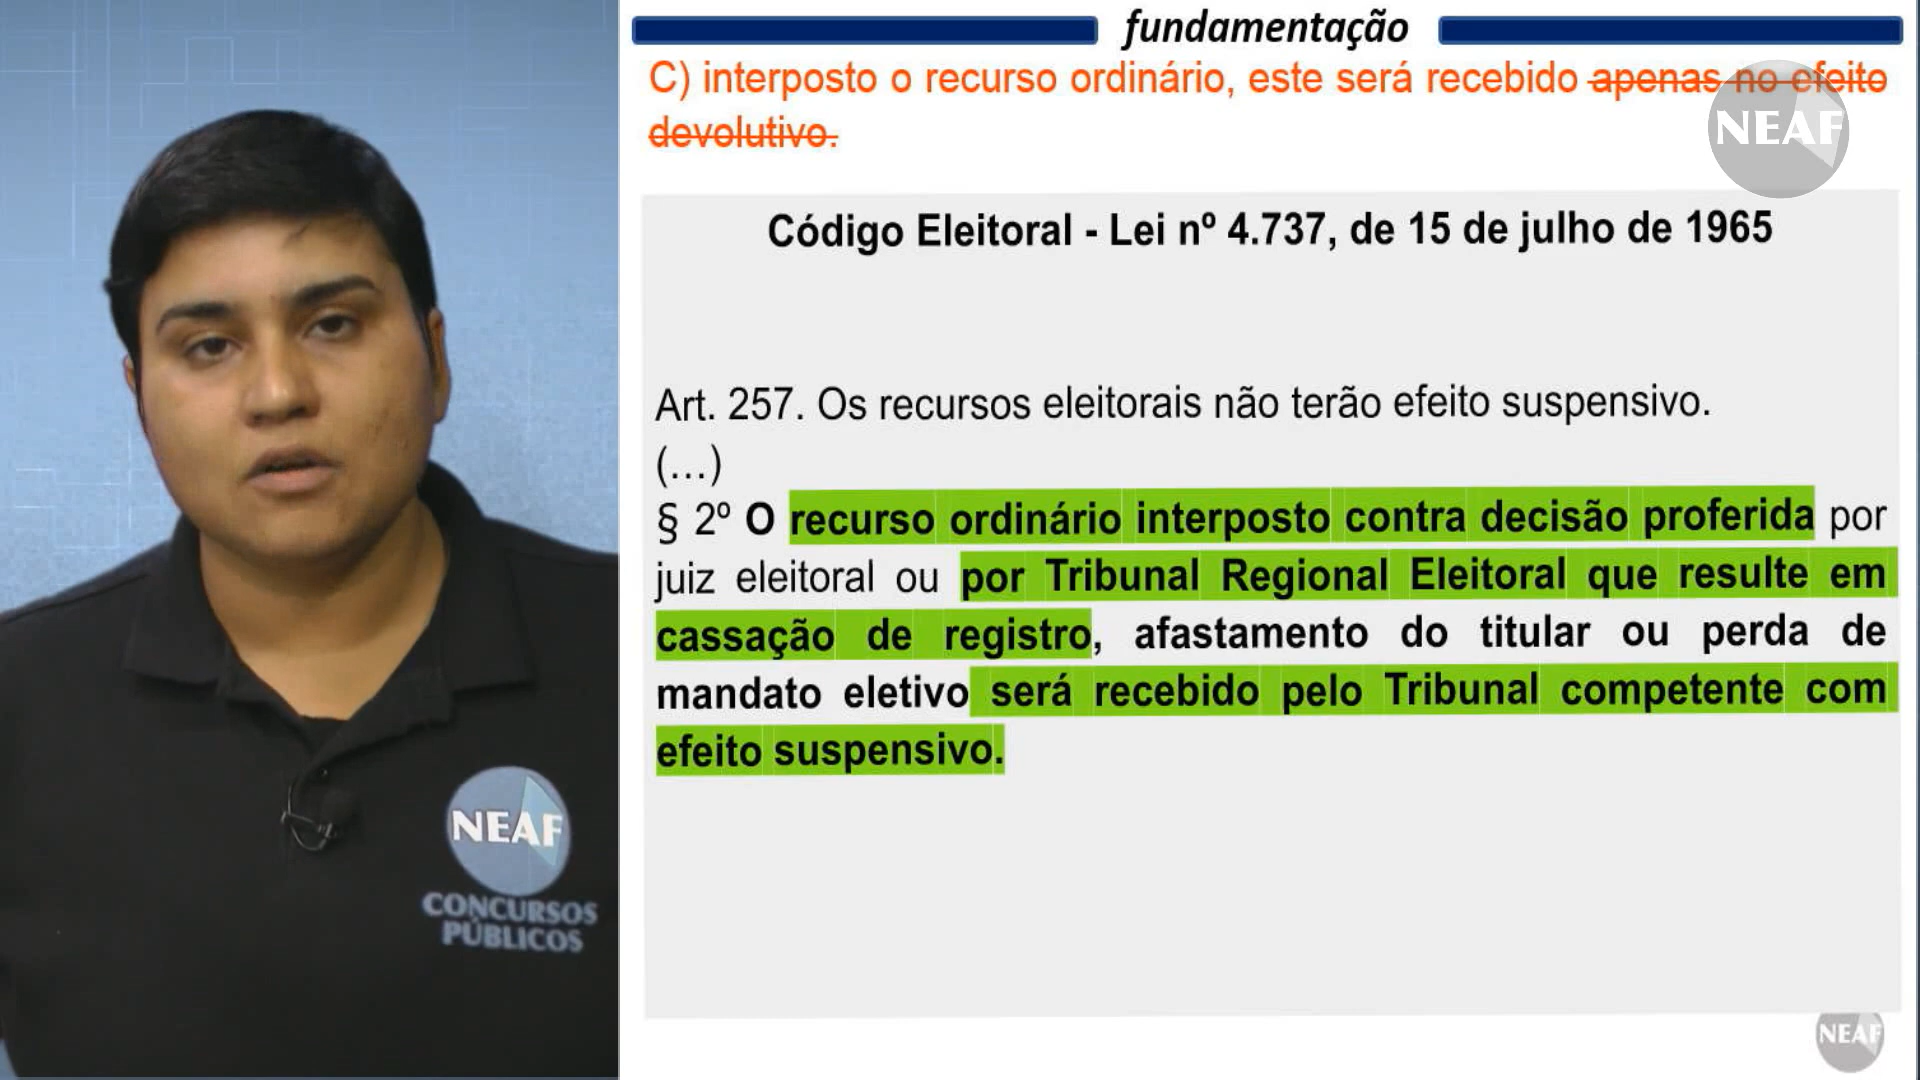 fundamentação
C) interposto o recurso ordinário, este será recebido apenas no efeito
devolutivo.
NEAF
Código Eleitoral - Lei nº 4.737, de 15 de julho de 1965
Art. 257. Os recursos eleitorais não terão efeito suspensivo.
(...)
§ 2º O recurso ordinário interposto contra decisão proferida por
juiz eleitoral ou por Tribunal Regional Eleitoral que resulte em
cassação de registro, afastamento do titular ou perda de
mandato eletivo será recebido pelo Tribunal competente com
efeito suspensivo.
NEAF
CONCURSOS
PÚBLICOS
NEAF